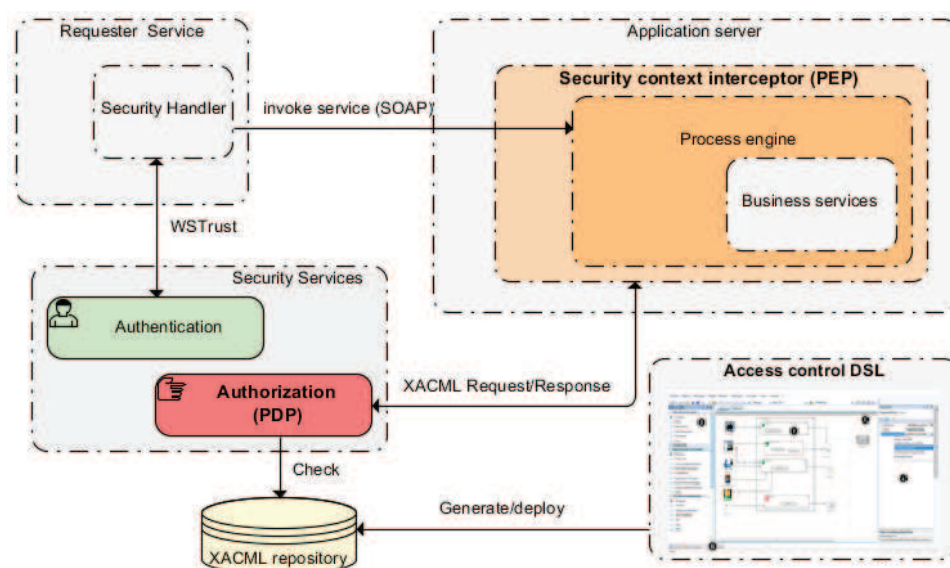 Requester Service
Application server
Security Handler
invoke service (SOAP)
Security context interceptor (PEP)
Process engine
Business services
WSTrust
Security Services
Authentication
Authorization
(PDP)
XACML Request/Response
Access control DSL
Check
Generate/deploy
XACML repository